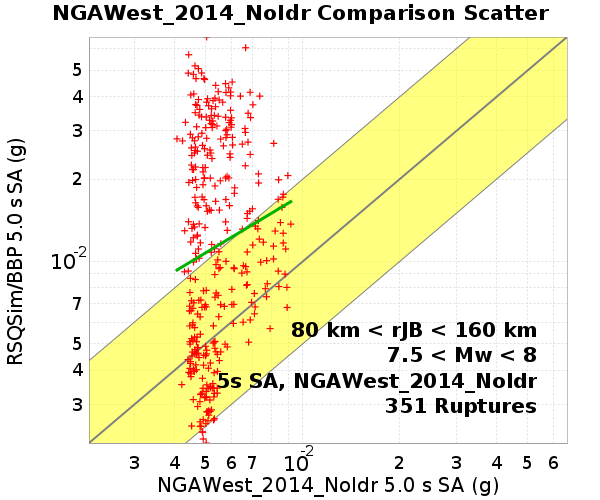 NGAWest_2014_NoIdr Comparison Scatter
RSQSim/BBP 5.0 s SA (g)
5
4
3
2
10-2
7
5
4
3
80 km < rJB < 160 km
7.5 < Mw < 8
5s SA, NGAWest_2014_NoIdr
351 Ruptures
3 4 5 6 7 10-2 2 3 4 5 6
NGAWest_2014_NoIdr 5.0 s SA (g)